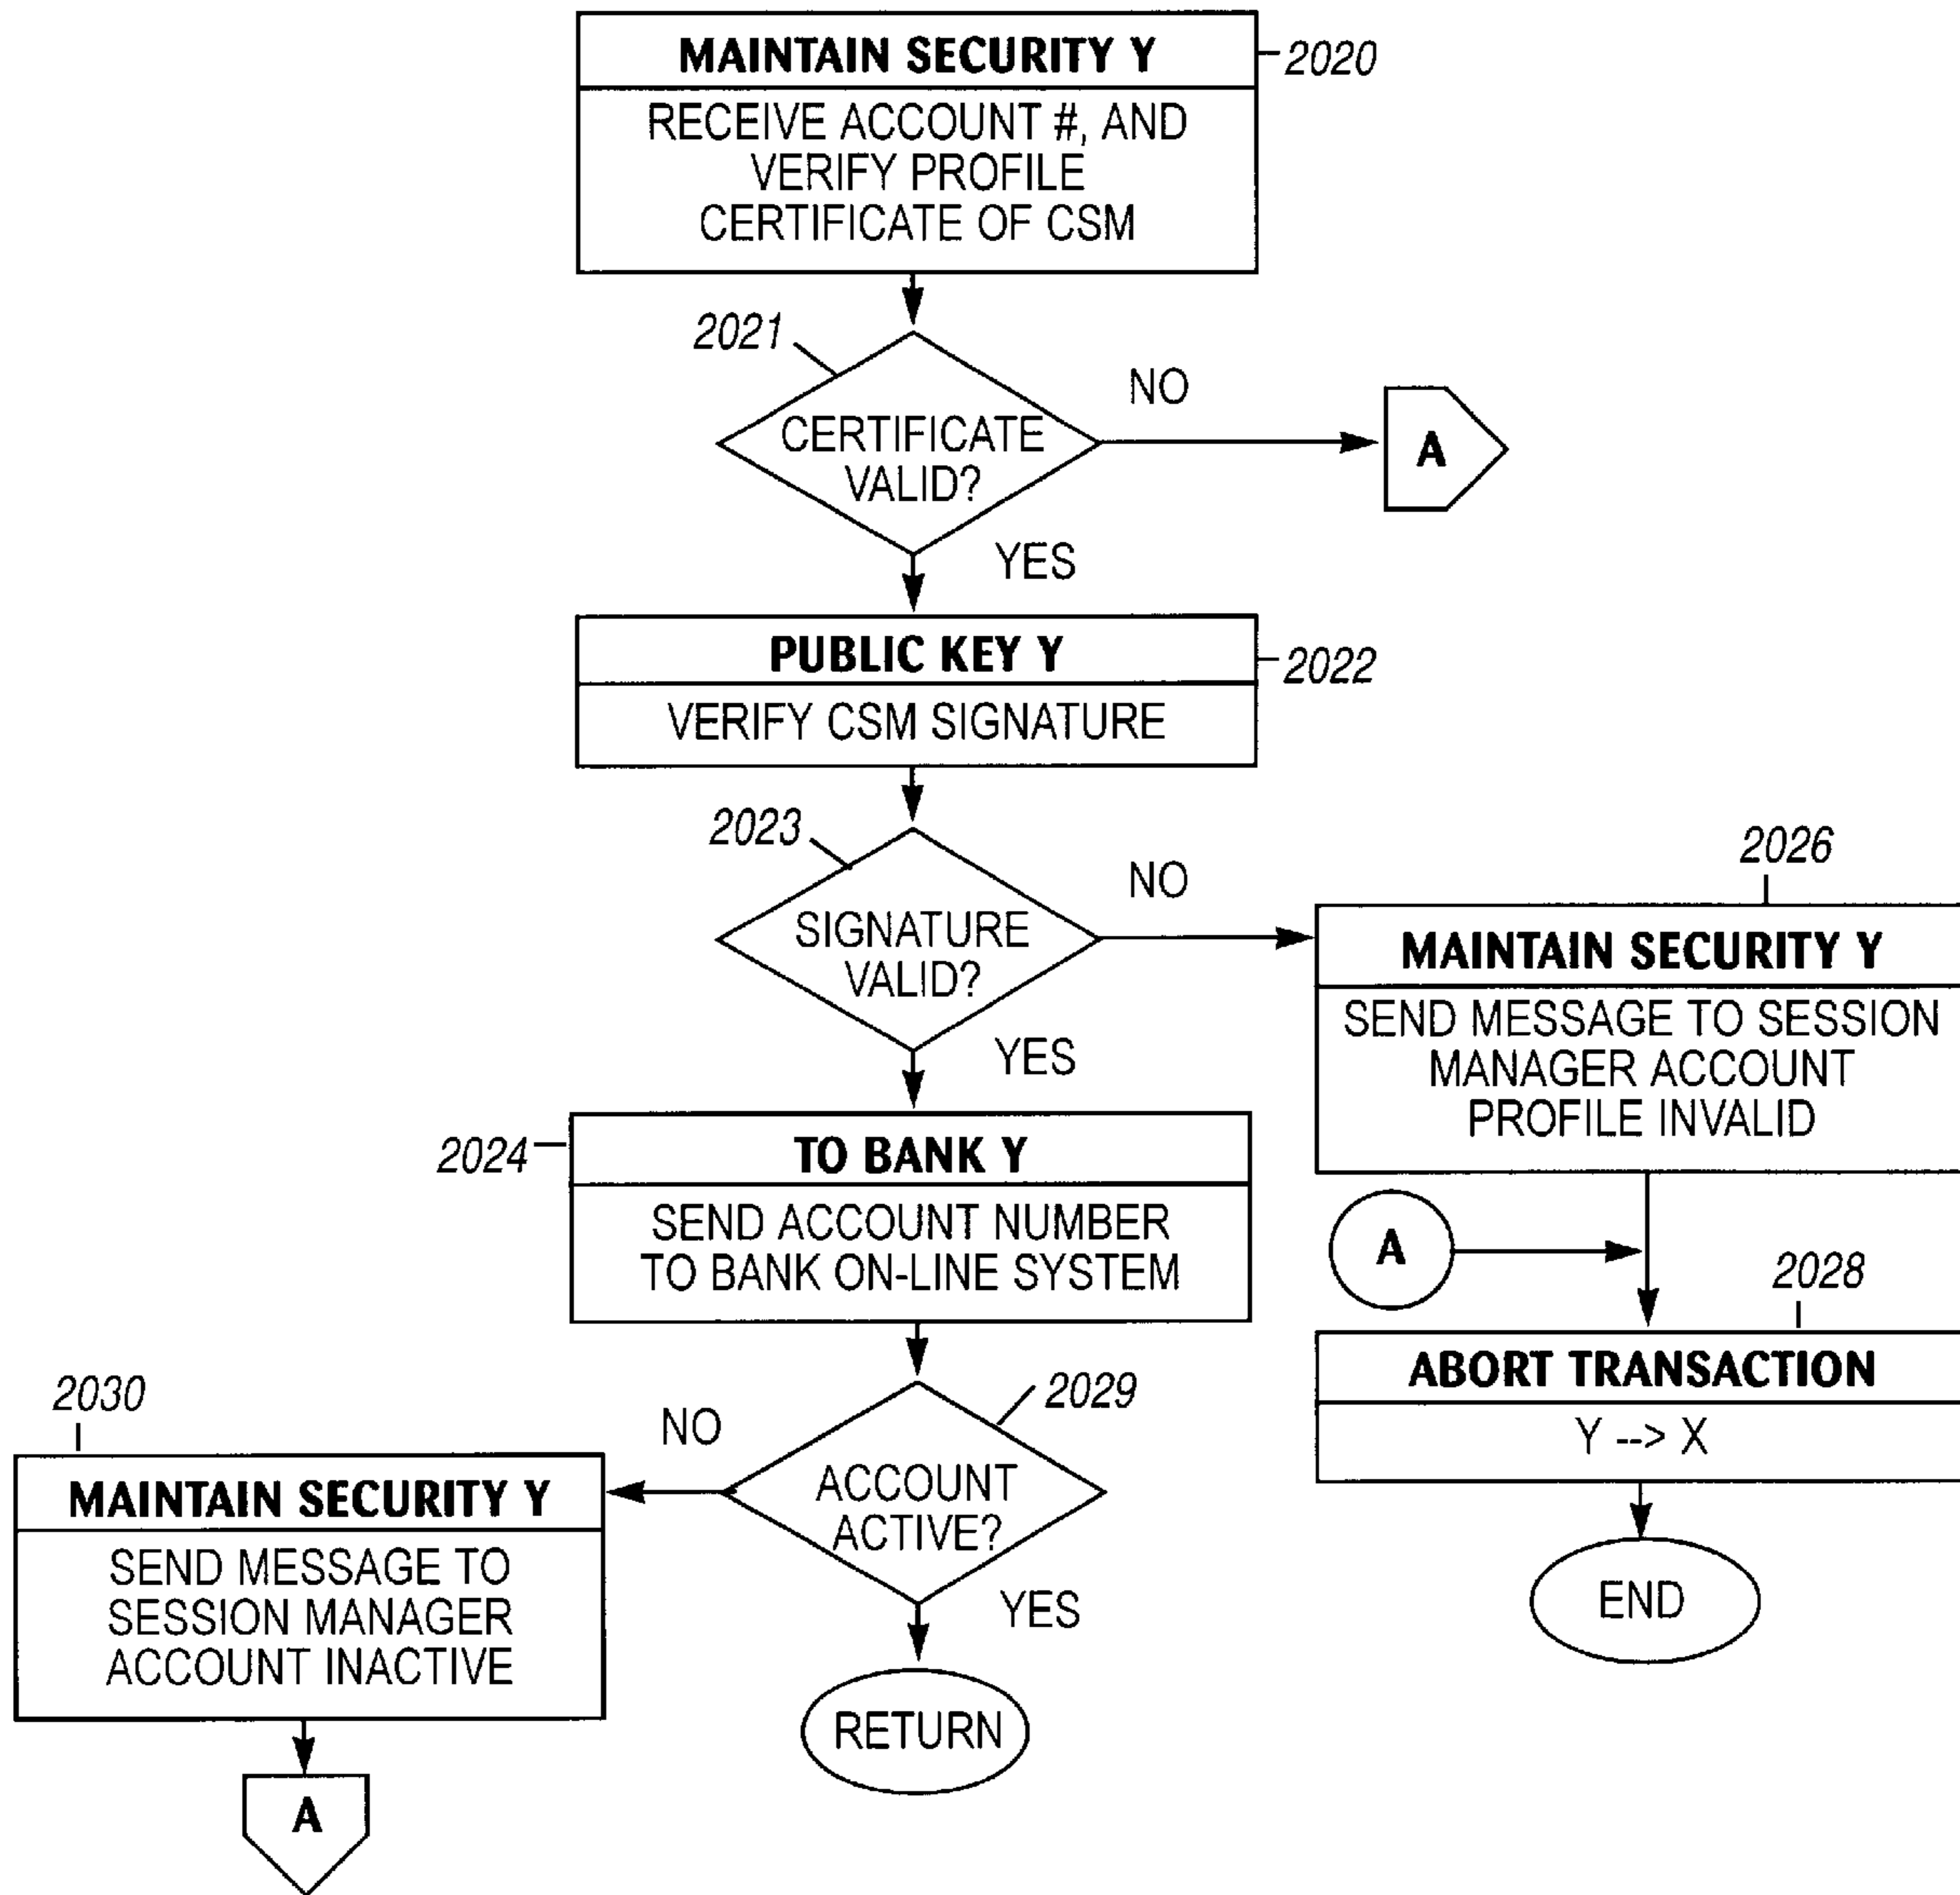 MAINTAIN SECURITY Y
2020
RECEIVE ACCOUNT #, AND
VERIFY PROFILE
CERTIFICATE OF CSM
2021
NO
CERTIFICATE
VALID?
A
YES
PUBLIC KEY Y
2022
VERIFY CSM SIGNATURE
2023
NO
SIGNATURE
VALID?
YES
2026
MAINTAIN SECURITY Y
SEND MESSAGE TO SESSION
MANAGER ACCOUNT
PROFILE INVALID
2024
TO BANK Y
SEND ACCOUNT NUMBER
TO BANK ON-LINE SYSTEM
A
2028
ABORT TRANSACTION
Y --> X
END
2029
NO
ACCOUNT
ACTIVE?
YES
RETURN
2030
MAINTAIN SECURITY Y
SEND MESSAGE TO
SESSION MANAGER
ACCOUNT INACTIVE
A